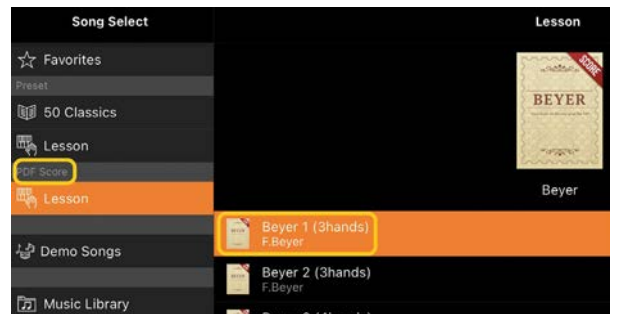 Song Select
Favorites
Preset
50 Classics
Lesson
PDF Score
Lesson
Demo Songs
Music Library
Lesson
SCORE
BEYER
Beyer
Beyer 1 (3hands)
F.Beyer
Beyer 2 (3hands)
F.Beyer